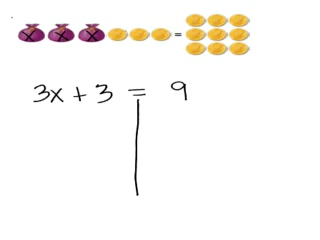 x x x =
3x + 3 = 9